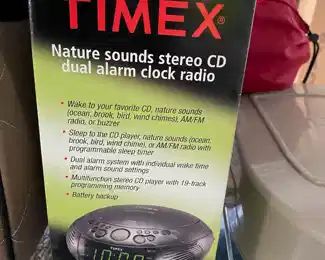 TIMEX®
Nature sounds stereo CD
dual alarm clock radio
• Wake to your favorite CD, nature sounds
(ocean, brook, bird, wind chimes), AM/FM
radio, or buzzer
• Sleep to the CD player, nature sounds (ocean,
brook, bird, wind chime), or AM/FM radio with
programmable sleep timer
• Dual alarm system with individual wake time
and alarm sound settings
• Multifunction stereo CD player with 19-track
programming memory
• Battery backup
TIMEX